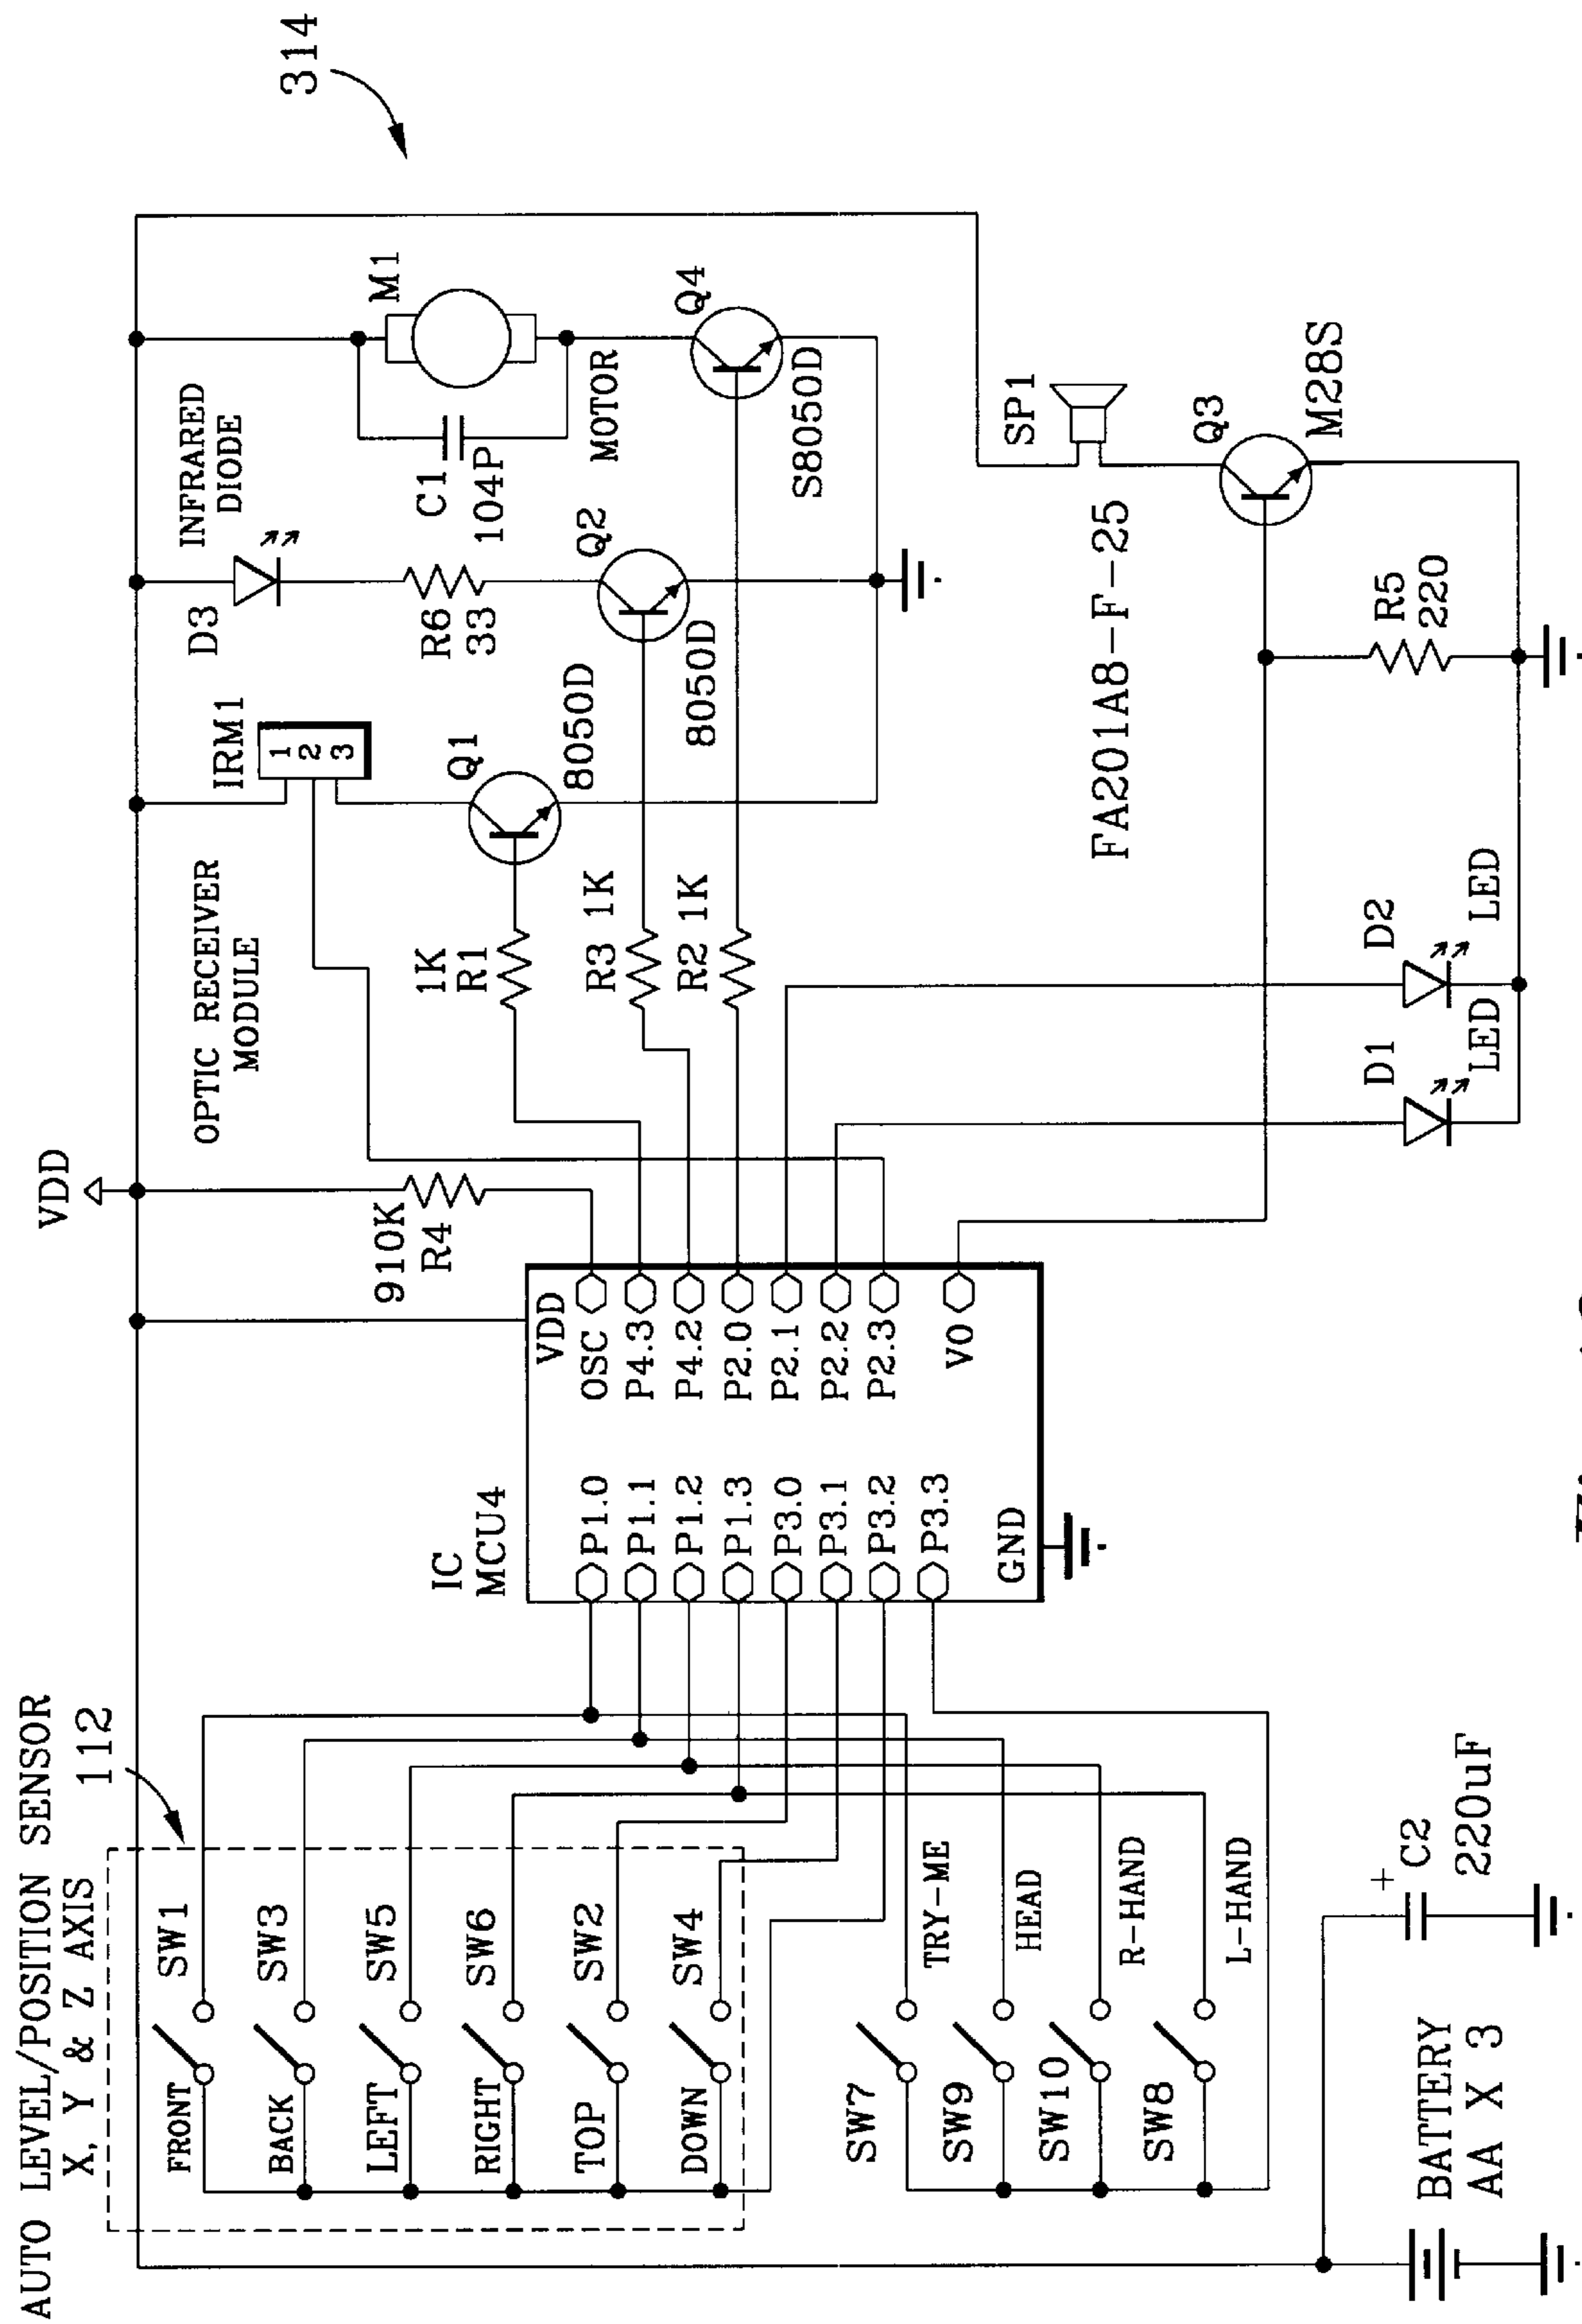 AUTO LEVEL/POSITION SENSOR
X, Y & Z AXIS
112
FRONT
SW1
BACK
SW3
LEFT
SW5
RIGHT
SW6
TOP
SW2
DOWN
SW4
SW7
TRY-ME
SW9
HEAD
SW10
R-HAND
SW8
L-HAND
BATTERY
AA X 3
+
C2
220uF
IC
MCU4
P1.0
P1.1
P1.2
P1.3
P3.0
P3.1
P3.2
P3.3
GND
VDD
OSC
P4.3
P4.2
P2.0
P2.1
P2.2
P2.3
VO
VDD
910K
R4
OPTIC RECEIVER
MODULE
IRM1
1
2
3
1K
R1
Q1
8050D
R3 1K
R2 1K
D3
INFRARED
DIODE
R6
33
Q2
8050D
C1
104P
M1
MOTOR
Q4
S8050D
314
SP1
FA201A8-F-25
Q3
M28S
R5
220
D1
LED
D2
LED